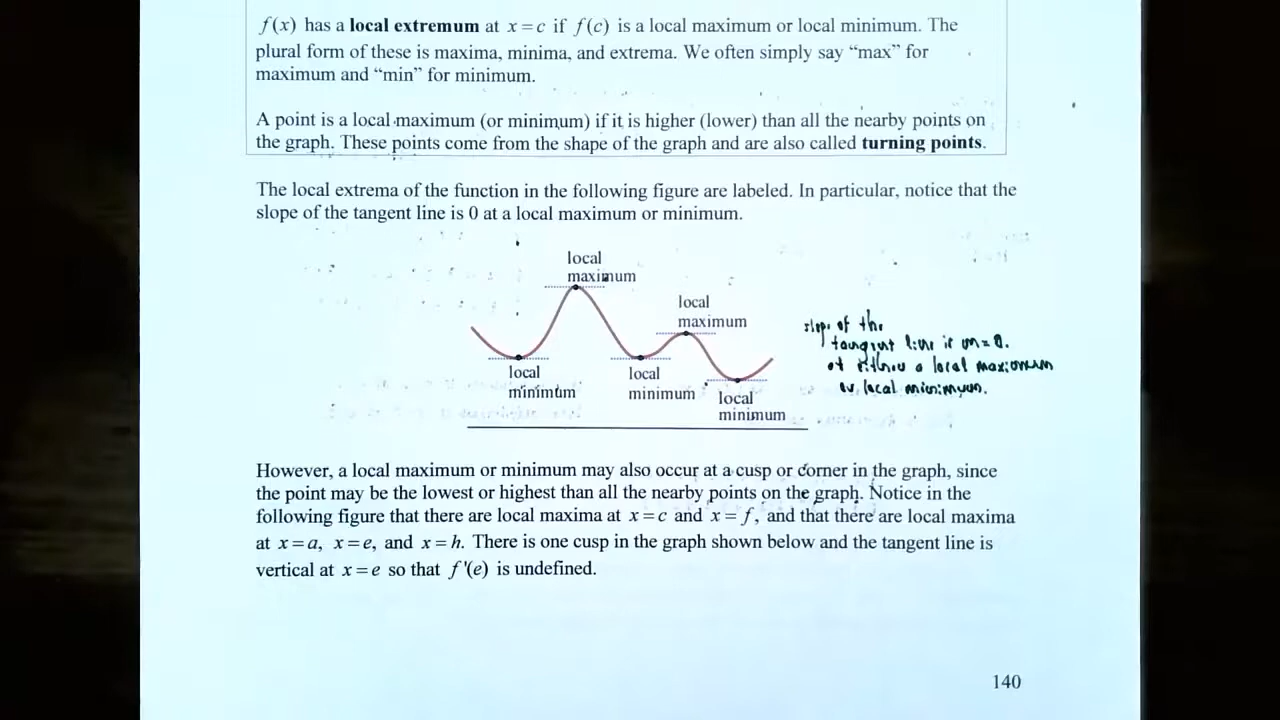 f(x) has a local extremum at x = c if f(c) is a local maximum or local minimum. The
plural form of these is maxima, minima, and extrema. We often simply say “max” for
maximum and “min” for minimum.
A point is a local maximum (or minimum) if it is higher (lower) than all the nearby points on
the graph. These points come from the shape of the graph and are also called turning points.
The local extrema of the function in the following figure are labeled. In particular, notice that the
slope of the tangent line is 0 at a local maximum or minimum.
local
maximum
local
maximum
local
minimum
local
minimum
local
minimum
slope of the
tangent line is m=0.
at either a local maximum
or local minimum.
However, a local maximum or minimum may also occur at a cusp or corner in the graph, since
the point may be the lowest or highest than all the nearby points on the graph. Notice in the
following figure that there are local maxima at x = c and x = f, and that there are local maxima
at x = a, x = e, and x = h. There is one cusp in the graph shown below and the tangent line is
vertical at x = e so that f '(e) is undefined.
140